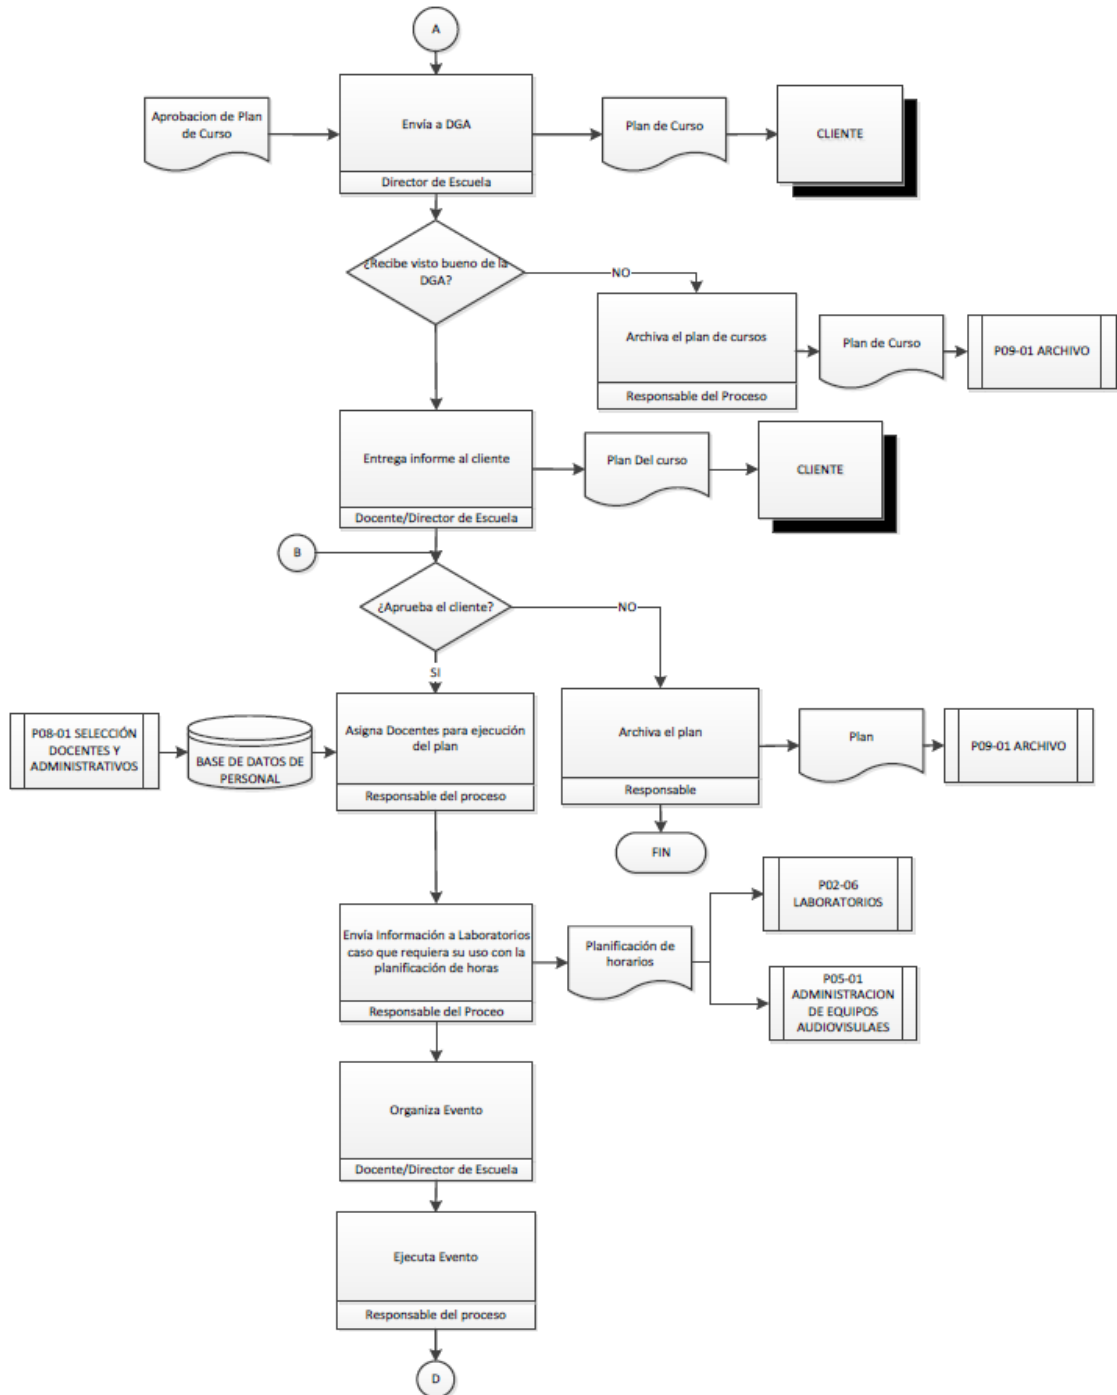 A
Aprobacion de Plan
de Curso
Envía a DGA
Director de Escuela
Plan de Curso
CLIENTE
¿Recibe visto bueno de la
DGA?
NO
Archiva el plan de cursos
Responsable del Proceso
Plan de Curso
P09-01 ARCHIVO
Entrega informe al cliente
Docente/Director de Escuela
Plan Del curso
CLIENTE
B
¿Aprueba el cliente?
NO
SI
P08-01 SELECCIÓN
DOCENTES Y
ADMINISTRATIVOS
BASE DE DATOS DE
PERSONAL
Asigna Docentes para ejecución
del plan
Responsable del proceso
Archiva el plan
Responsable
Plan
P09-01 ARCHIVO
FIN
Envía Información a Laboratorios
caso que requiera su uso con la
planificación de horas
Responsable del Proceo
Planificación de
horarios
P02-06
LABORATORIOS
P05-01
ADMINISTRACION
DE EQUIPOS
AUDIOVISULAES
Organiza Evento
Docente/Director de Escuela
Ejecuta Evento
Responsable del proceso
D